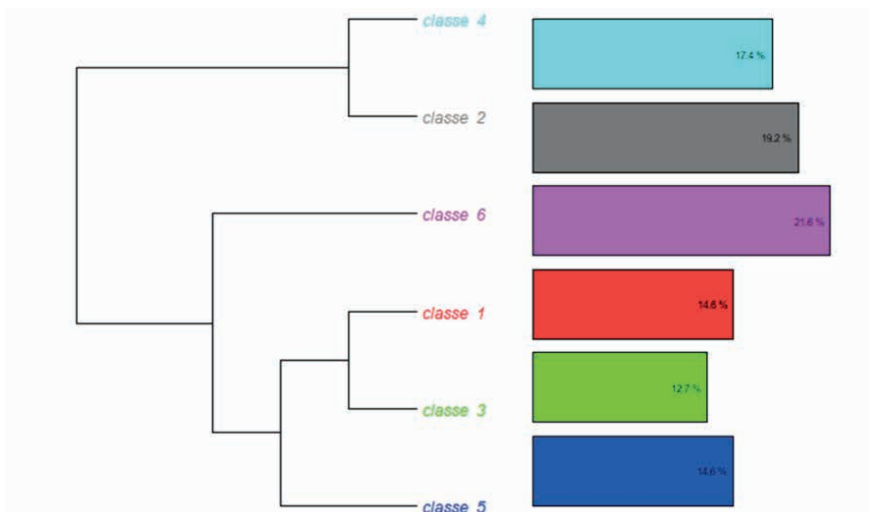 classe 4
17.4 %
classe 2
19.2 %
classe 6
21.6 %
classe 1
14.6 %
classe 3
12.7 %
classe 5
14.6 %